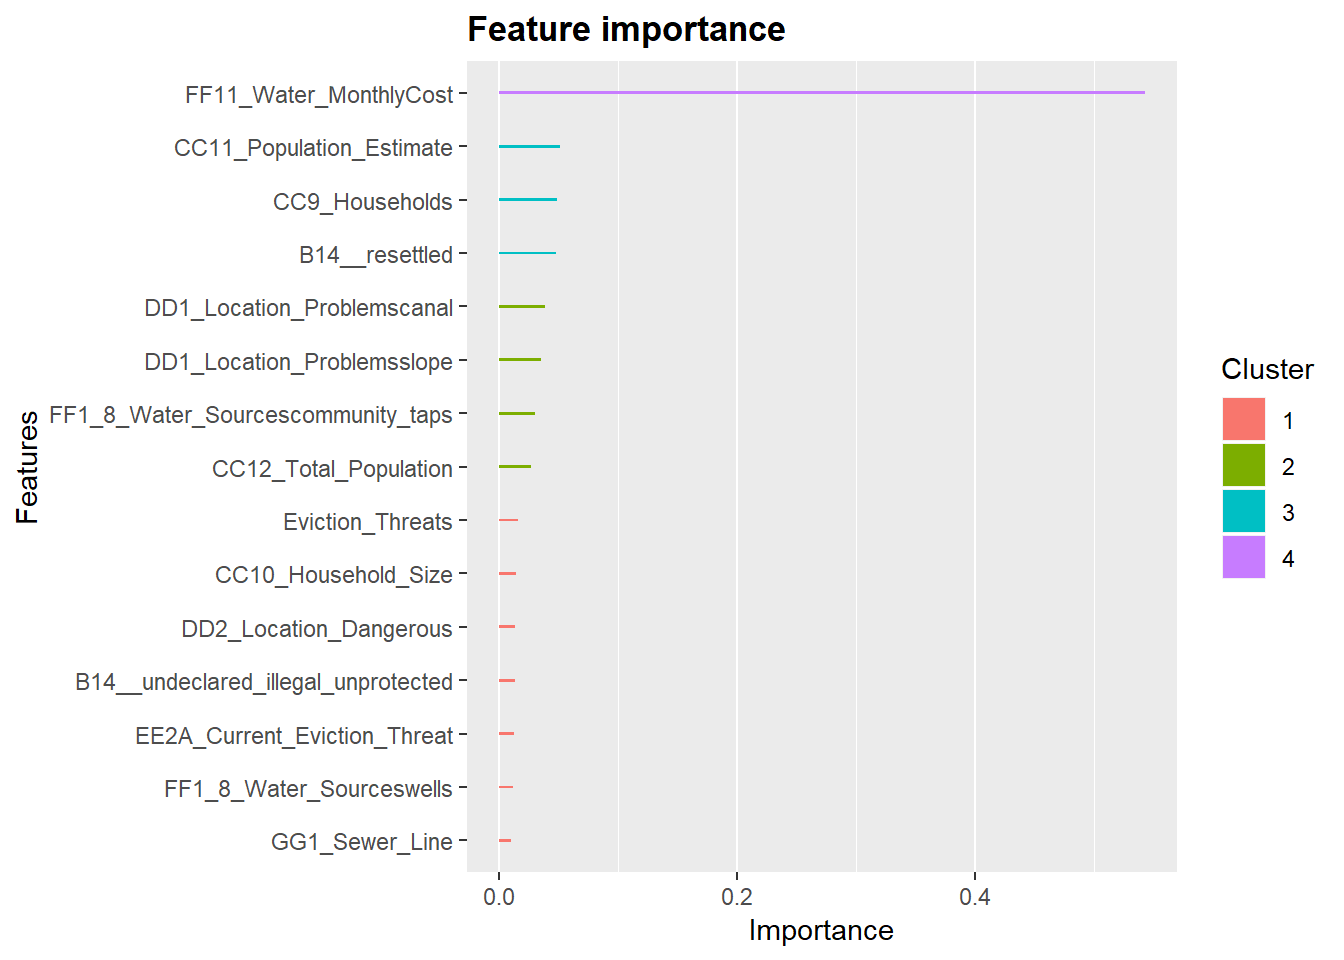 Feature importance
FF11_Water_MonthlyCost
CC11_Population_Estimate
CC9_Households
B14__resettled
DD1_Location_Problemscanal
DD1_Location_Problemsslope
FF1_8_Water_Sourcescommunity_taps
CC12_Total_Population
Eviction_Threats
CC10_Household_Size
DD2_Location_Dangerous
B14__undeclared_illegal_unprotected
EE2A_Current_Eviction_Threat
FF1_8_Water_Sourceswells
GG1_Sewer_Line
Features
0.0 0.2 0.4
Importance
Cluster
1
2
3
4